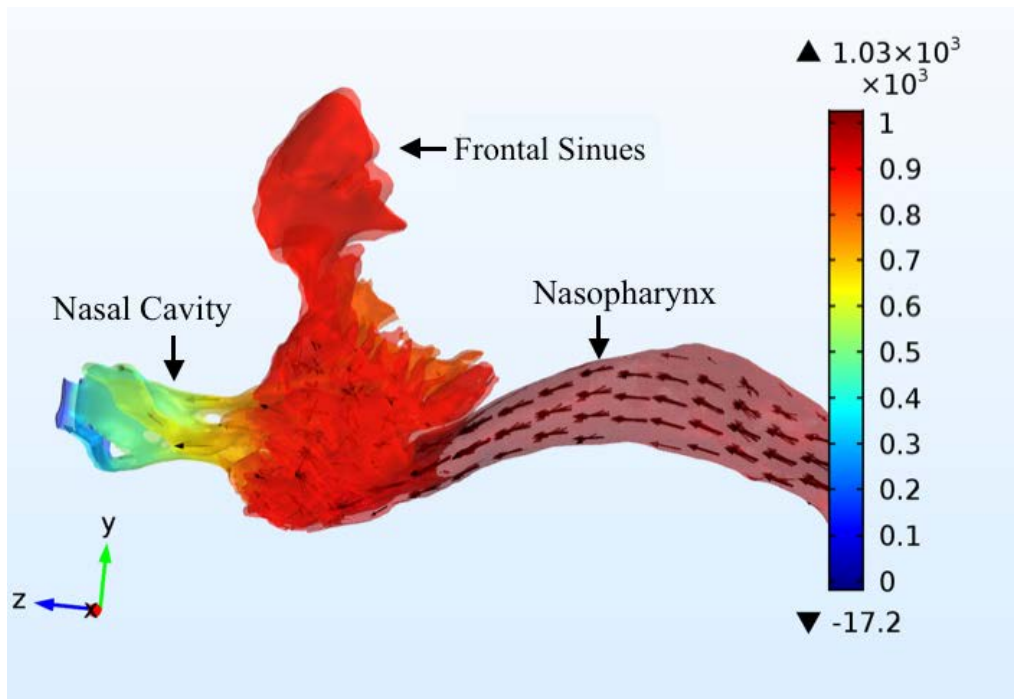 ▲ 1.03×10³
×10³
Frontal Sinues
Nasal Cavity
Nasopharynx
1
0.9
0.8
0.7
0.6
0.5
0.4
0.3
0.2
0.1
0
▼ -17.2
y
z
x